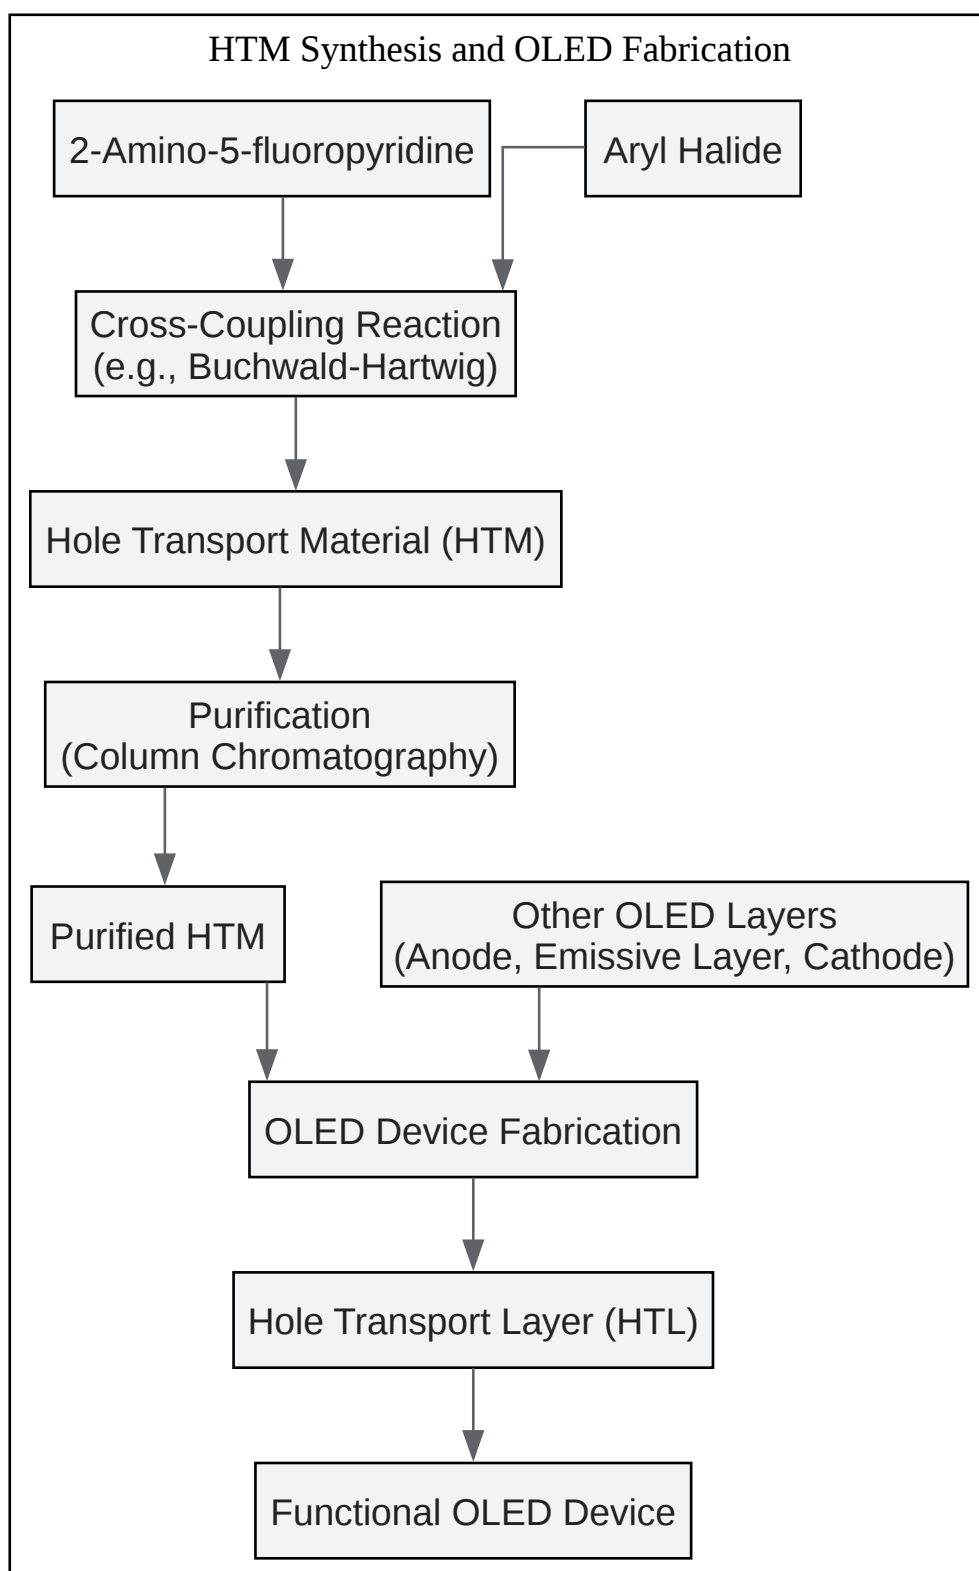 HTM Synthesis and OLED Fabrication
2-Amino-5-fluoropyridine
Aryl Halide
Cross-Coupling Reaction
(e.g., Buchwald-Hartwig)
Hole Transport Material (HTM)
Purification
(Column Chromatography)
Purified HTM
Other OLED Layers
(Anode, Emissive Layer, Cathode)
OLED Device Fabrication
Hole Transport Layer (HTL)
Functional OLED Device